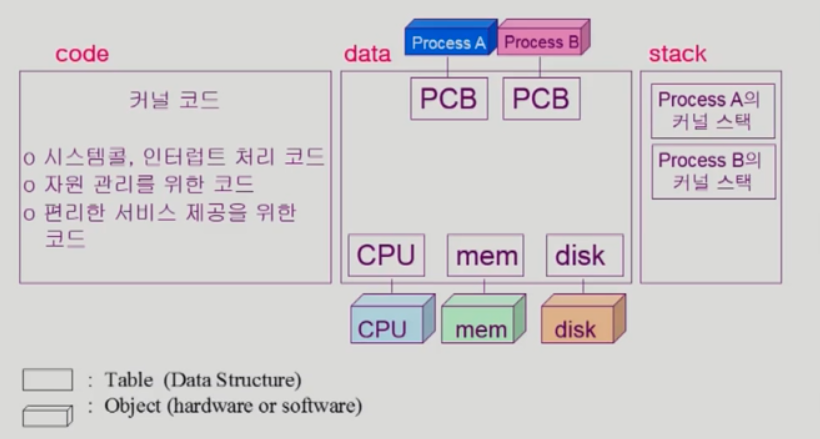 code
커널 코드
o 시스템콜, 인터럽트 처리 코드
o 자원 관리를 위한 코드
o 편리한 서비스 제공을 위한
코드
data
Process A
Process B
PCB
PCB
CPU
mem
disk
CPU
mem
disk
stack
Process A의
커널 스택
Process B의
커널 스택
: Table (Data Structure)
: Object (hardware or software)